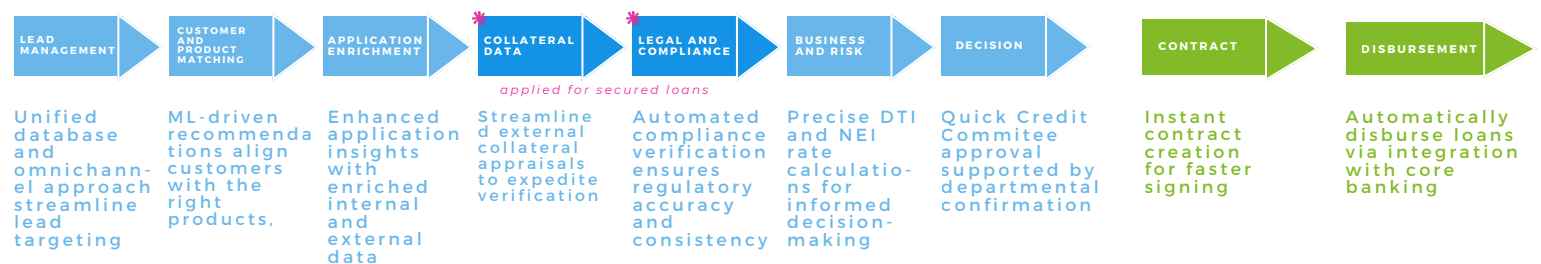 LEAD
MANAGEMENT
CUSTOMER
AND
PRODUCT
MATCHING
APPLICATION
ENRICHMENT
COLLATERAL
DATA
LEGAL AND
COMPLIANCE
BUSINESS
AND RISK
DECISION
CONTRACT
DISBURSEMENT
applied for secured loans
Unified
database
and
omnichann-
el approach
streamline
lead
targeting
ML-driven
recommenda
tions align
customers
with the
right
products,
Enhanced
application
insights
with
enriched
internal
and
external
data
Streamline
d external
collateral
appraisals
to expedite
verification
Automated
compliance
verification
ensures
regulatory
accuracy
and
consistency
Precise DTI
and NEI
rate
calculatio-
ns for
informed
decision-
making
Quick Credit
Commitee
approval
supported by
departmental
confirmation
Instant
contract
creation
for faster
signing
Automatically
disburse loans
via integration
with core
banking